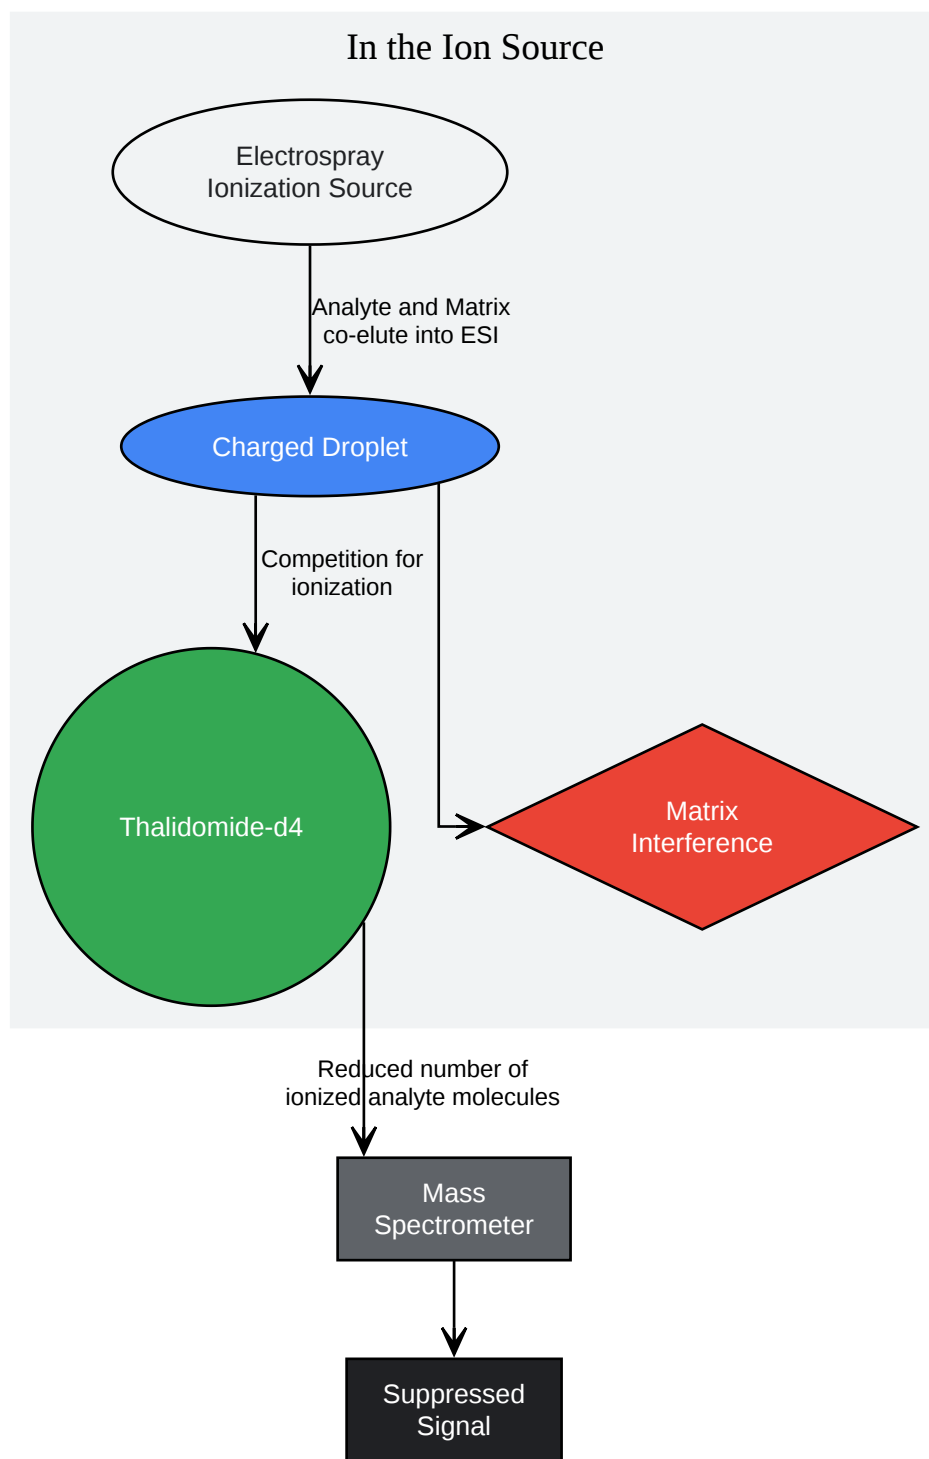 In the Ion Source
Electrospray
Ionization Source
Analyte and Matrix
co-elute into ESI
Charged Droplet
Competition for
ionization
Thalidomide-d4
Matrix
Interference
Reduced number of
ionized analyte molecules
Mass
Spectrometer
Suppressed
Signal